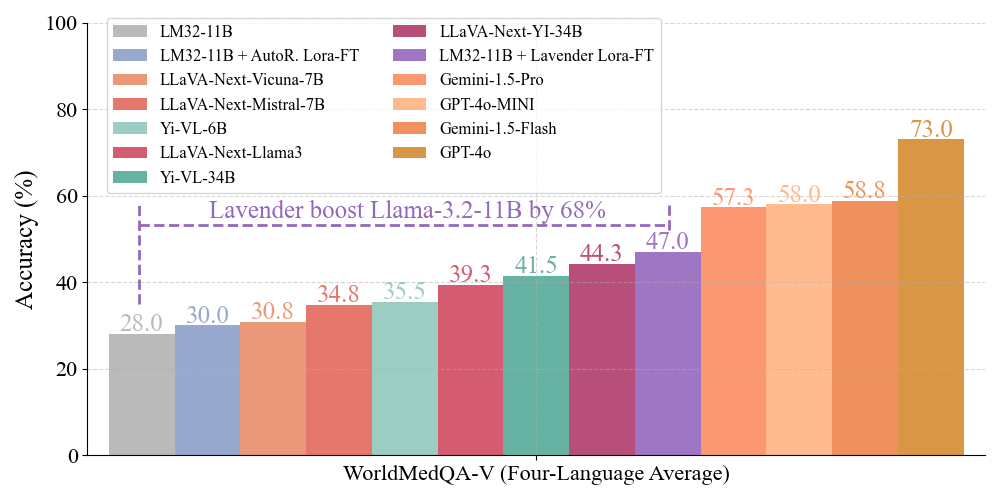 100
80
60
40
20
0
Accuracy (%)
LM32-11B
LM32-11B + AutoR. Lora-FT
LLaVA-Next-Vicuna-7B
LLaVA-Next-Mistral-7B
Yi-VL-6B
LLaVA-Next-Llama3
Yi-VL-34B
LLaVA-Next-YI-34B
LM32-11B + Lavender Lora-FT
Gemini-1.5-Pro
GPT-4o-MINI
Gemini-1.5-Flash
GPT-4o
Lavender boost Llama-3.2-11B by 68%
28.0
30.0
30.8
34.8
35.5
39.3
41.5
44.3
47.0
57.3
58.0
58.8
73.0
WorldMedQA-V (Four-Language Average)